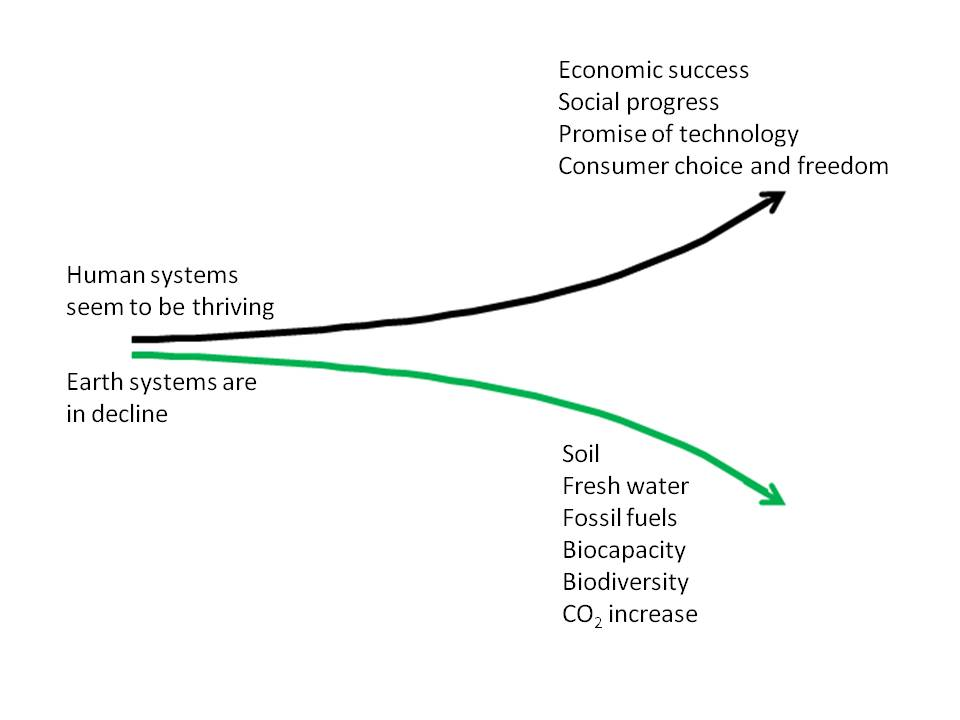 Economic success
Social progress
Promise of technology
Consumer choice and freedom
Human systems
seem to be thriving
Earth systems are
in decline
Soil
Fresh water
Fossil fuels
Biocapacity
Biodiversity
CO₂ increase